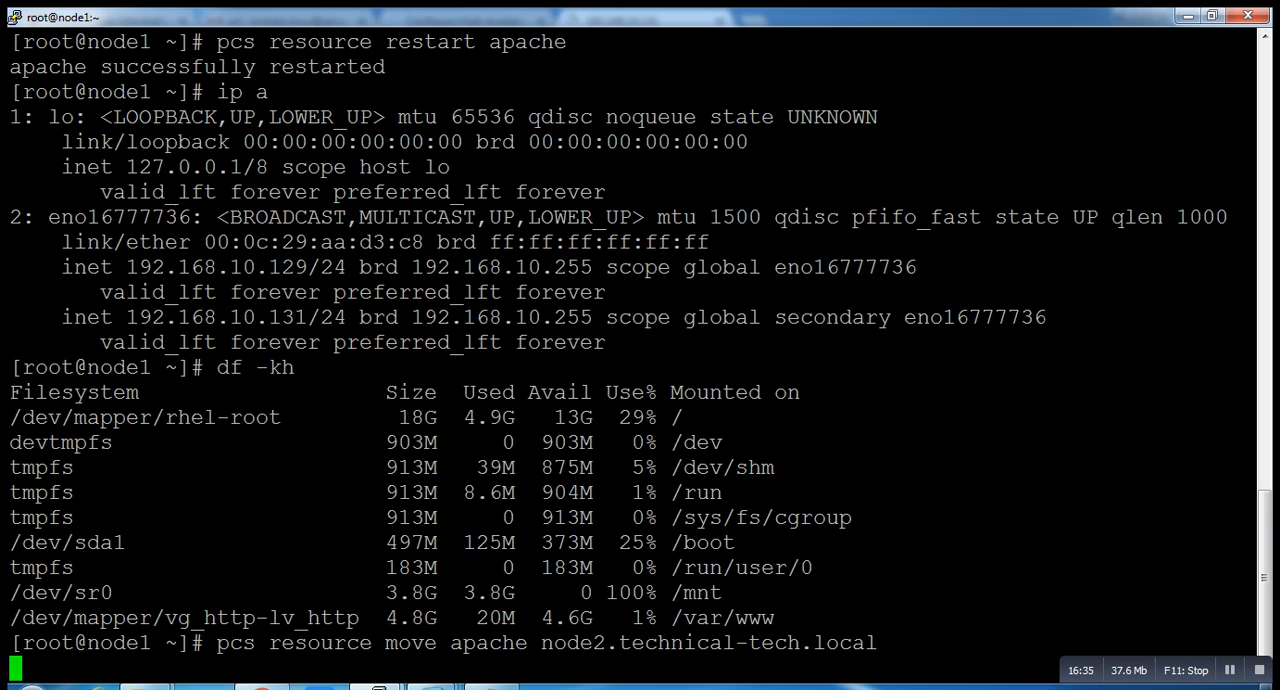 root@node1:~
[root@node1 ~]# pcs resource restart apache
apache successfully restarted
[root@node1 ~]# ip a
1: lo: <LOOPBACK,UP,LOWER_UP> mtu 65536 qdisc noqueue state UNKNOWN
    link/loopback 00:00:00:00:00:00 brd 00:00:00:00:00:00
    inet 127.0.0.1/8 scope host lo
       valid_lft forever preferred_lft forever
2: eno16777736: <BROADCAST,MULTICAST,UP,LOWER_UP> mtu 1500 qdisc pfifo_fast state UP qlen 1000
    link/ether 00:0c:29:aa:d3:c8 brd ff:ff:ff:ff:ff:ff
    inet 192.168.10.129/24 brd 192.168.10.255 scope global eno16777736
       valid_lft forever preferred_lft forever
    inet 192.168.10.131/24 brd 192.168.10.255 scope global secondary eno16777736
       valid_lft forever preferred_lft forever
[root@node1 ~]# df -kh
Filesystem                   Size  Used Avail Use% Mounted on
/dev/mapper/rhel-root         18G  4.9G   13G  29% /
devtmpfs                     903M     0  903M   0% /dev
tmpfs                        913M   39M  875M   5% /dev/shm
tmpfs                        913M  8.6M  904M   1% /run
tmpfs                        913M     0  913M   0% /sys/fs/cgroup
/dev/sda1                    497M  125M  373M  25% /boot
tmpfs                        183M     0  183M   0% /run/user/0
/dev/sr0                     3.8G  3.8G     0 100% /mnt
/dev/mapper/vg_http-lv_http  4.8G   20M  4.6G   1% /var/www
[root@node1 ~]# pcs resource move apache node2.technical-tech.local
16:35 37.6 Mb F11: Stop